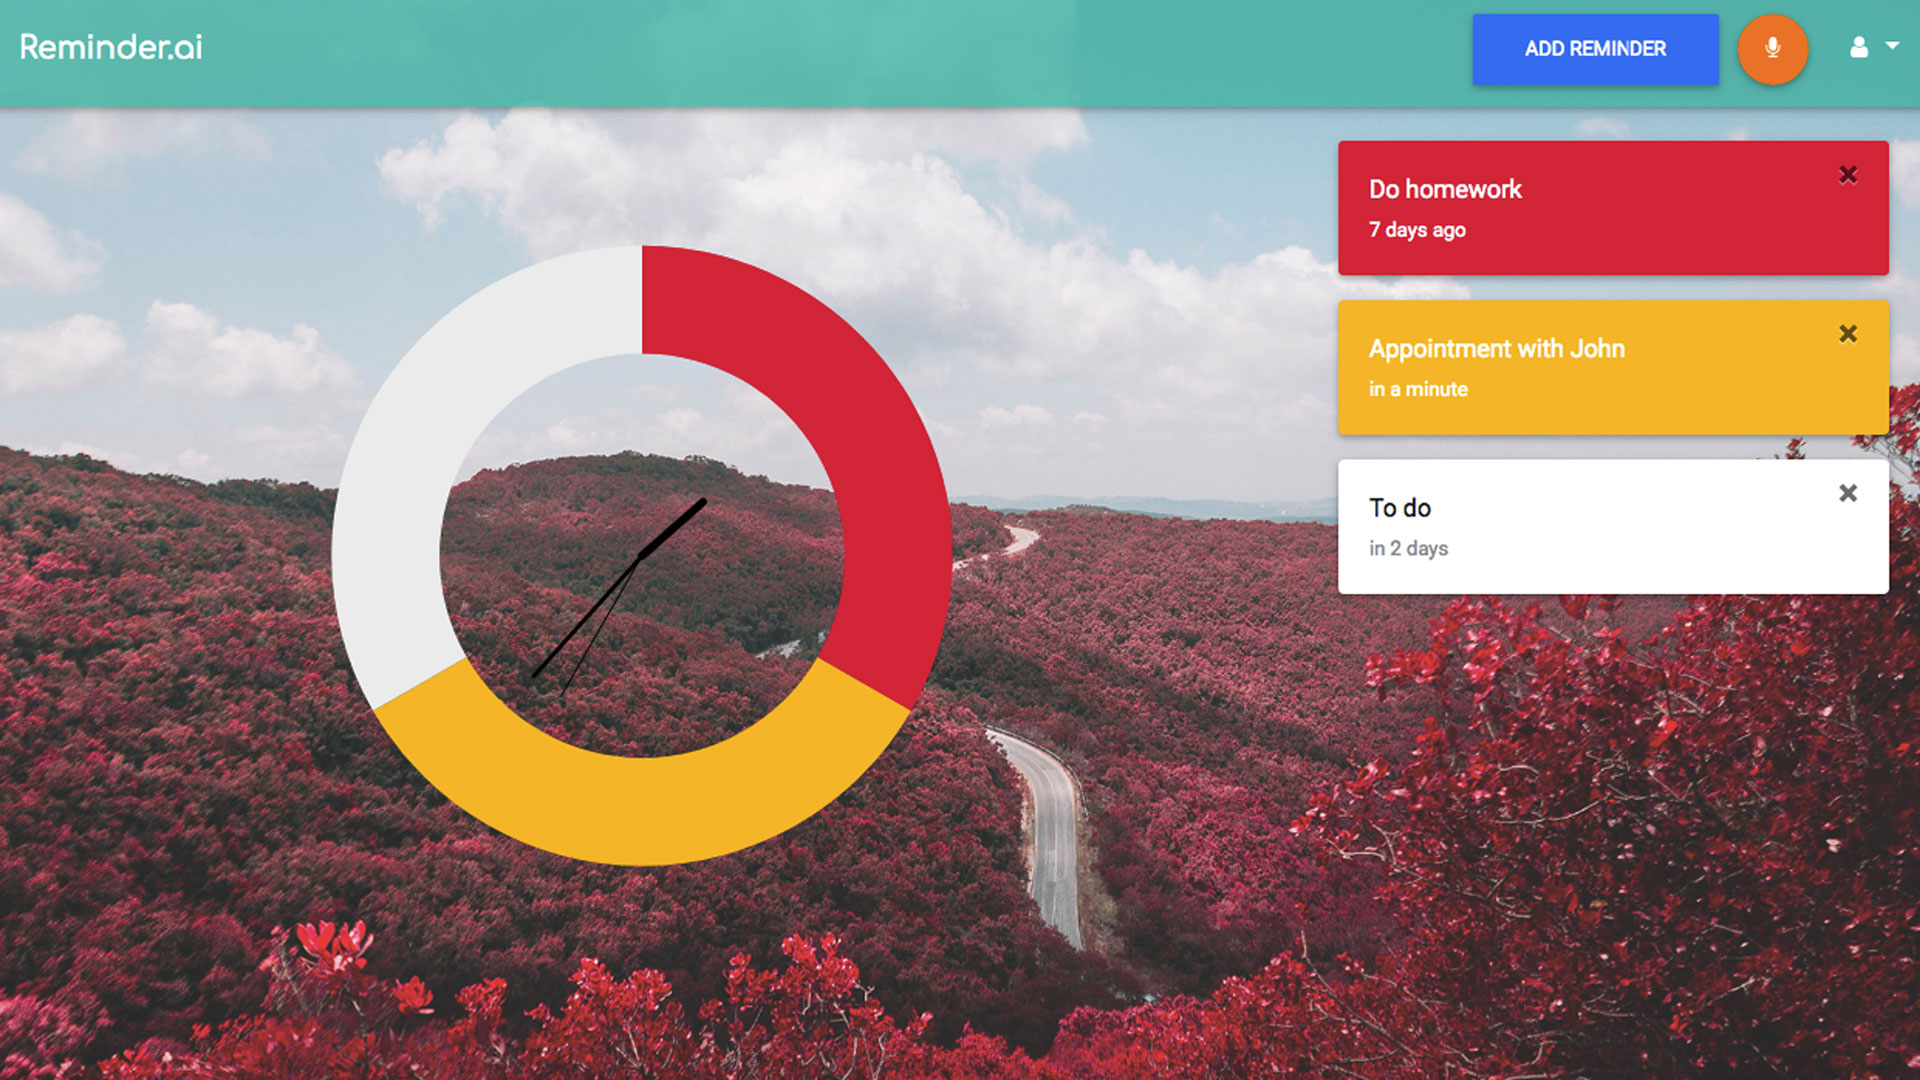 Reminder.ai
ADD REMINDER
Do homework
7 days ago
Appointment with John
in a minute
To do
in 2 days